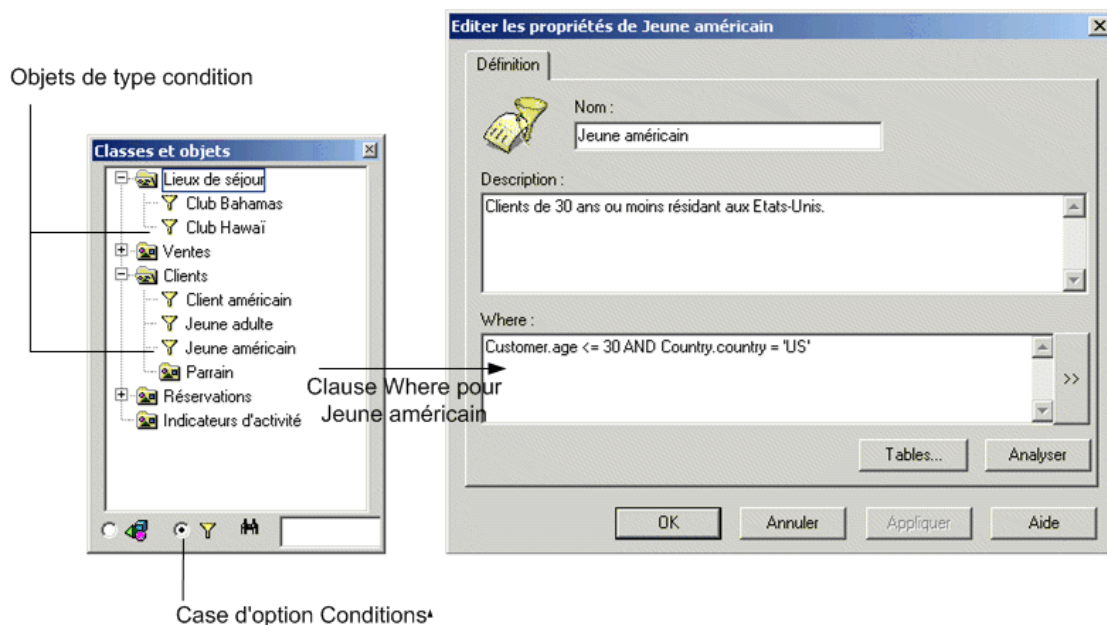 Objets de type condition
Classes et objets
Lieux de séjour
Club Bahamas
Club Hawaï
Ventes
Clients
Client américain
Jeune adulte
Jeune américain
Parrain
Réservations
Indicateurs d'activité
Case d'option Conditions
Clause Where pour
Jeune américain
Editer les propriétés de Jeune américain
Définition
Nom :
Jeune américain
Description :
Clients de 30 ans ou moins résidant aux Etats-Unis.
Where :
Customer.age <= 30 AND Country.country = 'US'
>>
Tables...
Analyser
OK
Annuler
Appliquer
Aide